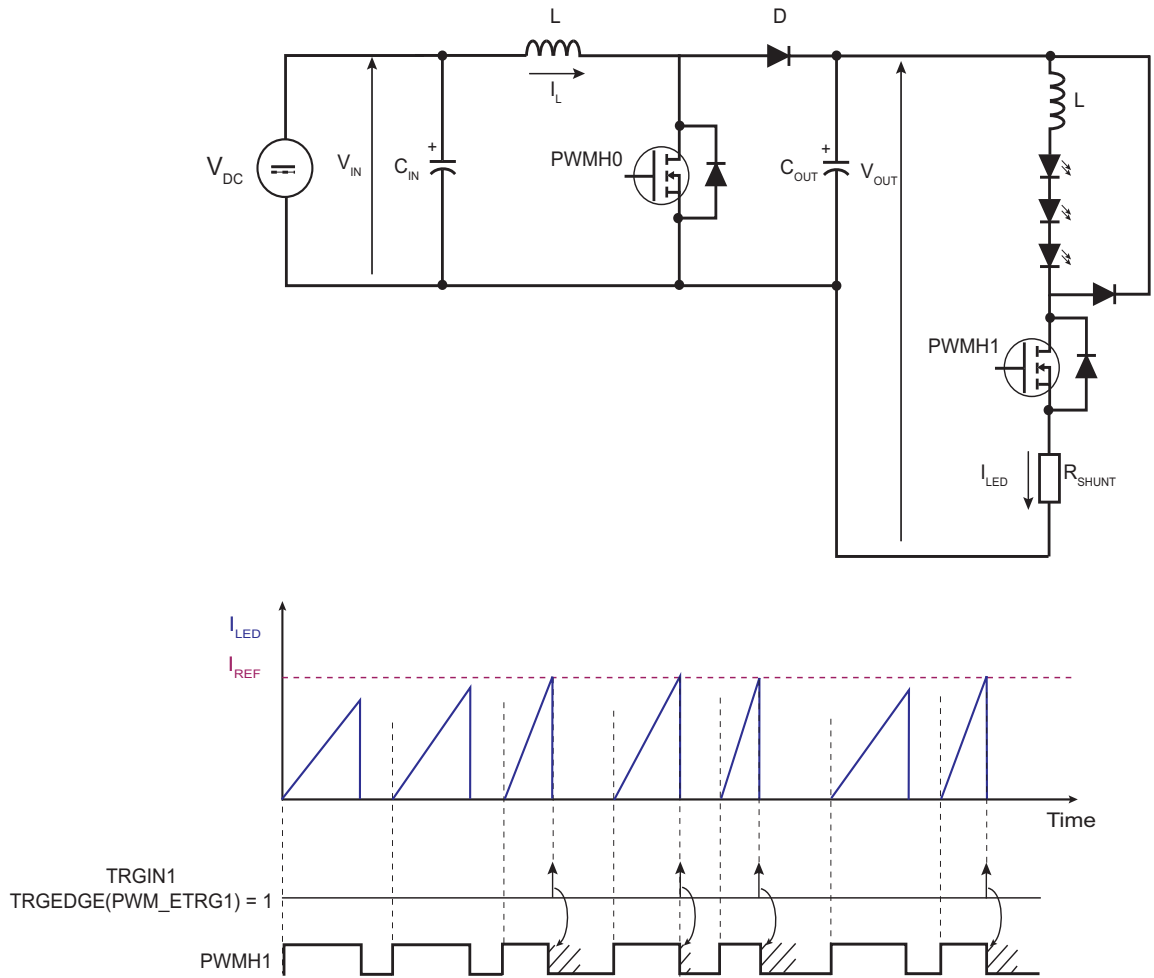 L
D
I_L
V_DC
V_IN
+
C_IN
PWMH0
+
C_OUT
V_OUT
L
PWMH1
I_LED
R_SHUNT
I_LED
I_REF
Time
TRGIN1
TRGEDGE(PWM_ETRG1) = 1
PWMH1